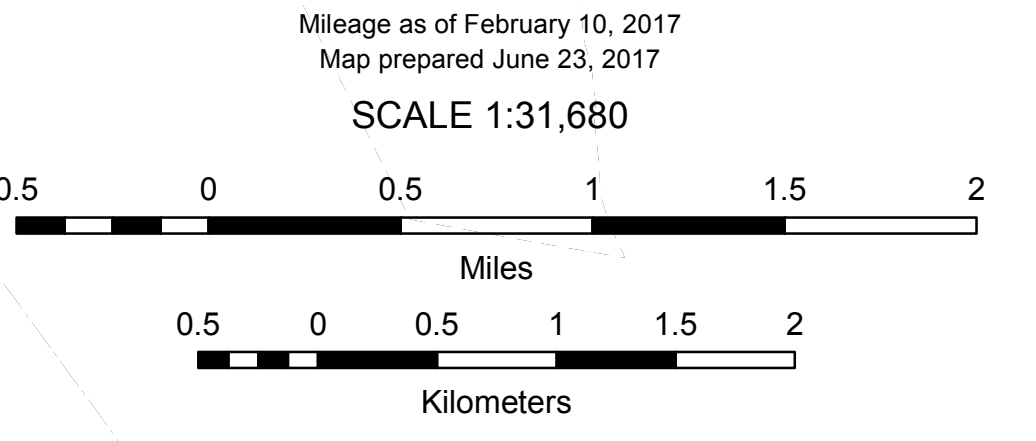 Mileage as of February 10, 2017
Map prepared June 23, 2017
SCALE 1:31,680
0.5 0 0.5 1 1.5 2
Miles
0.5 0 0.5 1 1.5 2
Kilometers